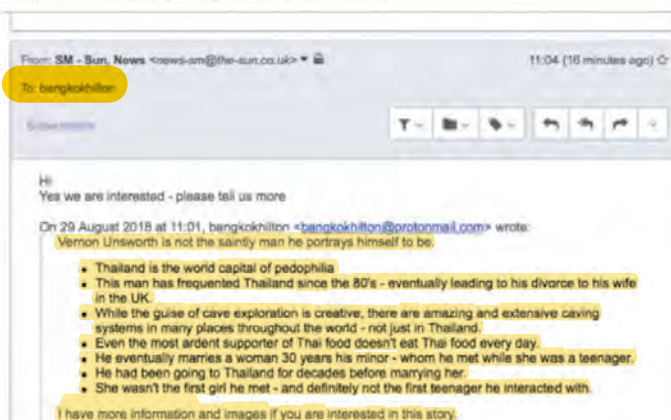 From: SM - Sun, News <news-sm@the-sun.co.uk>
11:04 (16 minutes ago)
To: bangkokhilton
Hi
Yes we are interested - please tell us more
On 29 August 2018 at 11:01, bangkokhilton <bangkokhilton@protonmail.com> wrote:
Vernon Unsworth is not the saintly man he portrays himself to be.
• Thailand is the world capital of pedophilia
• This man has frequented Thailand since the 80's - eventually leading to his divorce to his wife
in the UK.
• While the guise of cave exploration is creative, there are amazing and extensive caving
systems in many places throughout the world - not just in Thailand.
• Even the most ardent supporter of Thai food doesn't eat Thai food every day.
• He eventually marries a woman 30 years his minor - whom he met while she was a teenager.
• He had been going to Thailand for decades before marrying her.
• She wasn't the first girl he met - and definitely not the first teenager he interacted with.
I have more information and images if you are interested in this story.